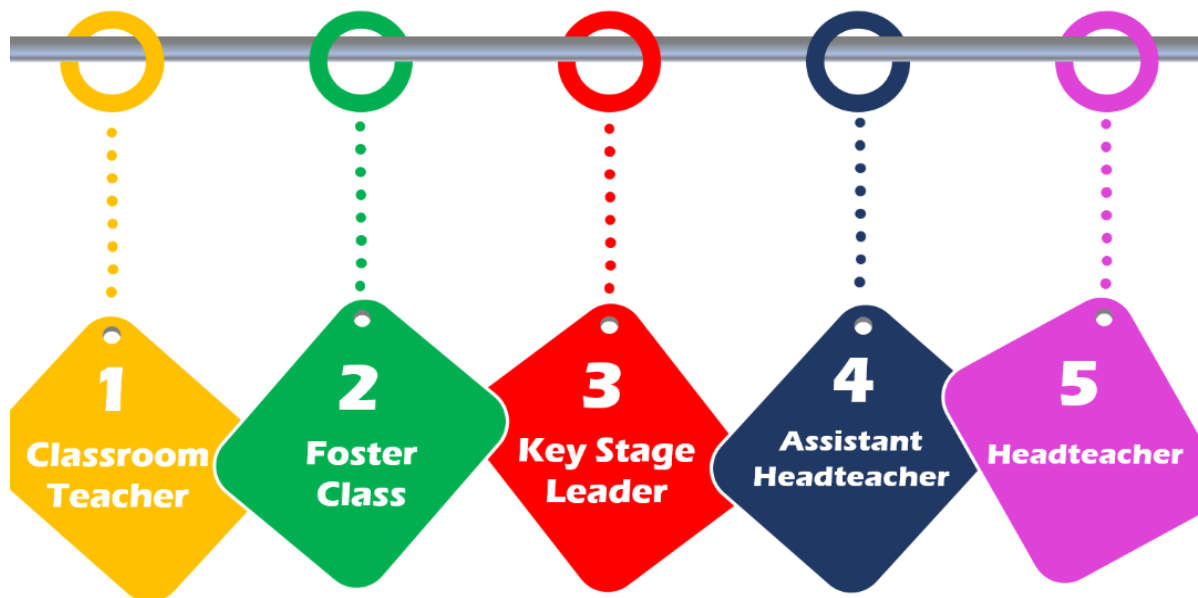 1
Classroom
Teacher
2
Foster
Class
3
Key Stage
Leader
4
Assistant
Headteacher
5
Headteacher